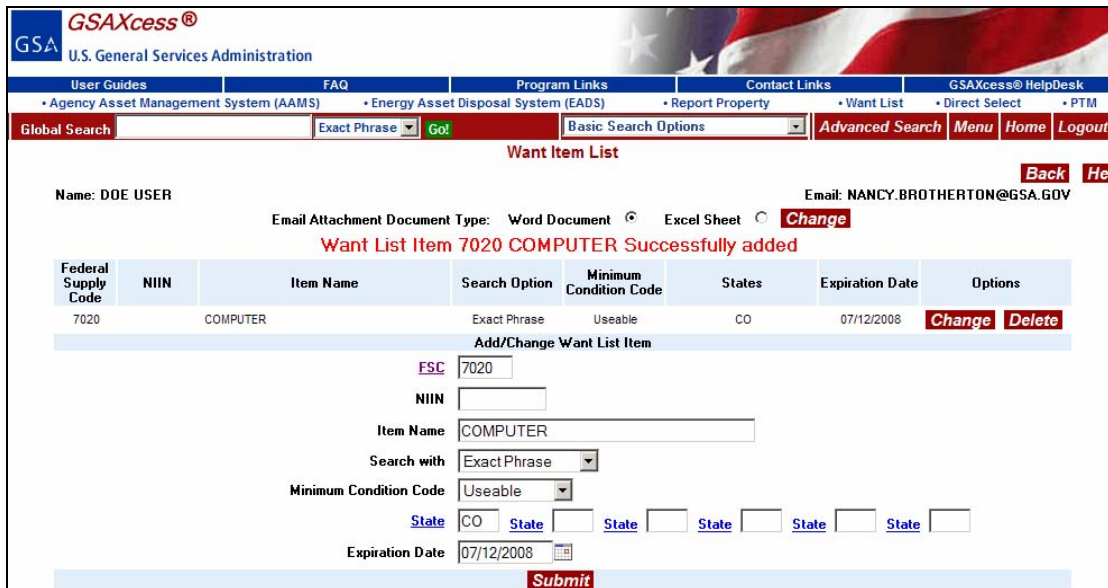 GSAXcess ®
GSA
U.S. General Services Administration
User Guides FAQ Program Links Contact Links GSAXcess® HelpDesk
• Agency Asset Management System (AAMS) • Energy Asset Disposal System (EADS) • Report Property • Want List • Direct Select • PTM
Global Search Exact Phrase Go! Basic Search Options Advanced Search Menu Home Logout
Want Item List
Back He
Name: DOE USER Email: NANCY.BROTHERTON@GSA.GOV
Email Attachment Document Type: Word Document Excel Sheet Change
Want List Item 7020 COMPUTER Successfully added
Federal Supply Code NIIN Item Name Search Option Minimum Condition Code States Expiration Date Options
7020 COMPUTER Exact Phrase Useable CO 07/12/2008 Change Delete
Add/Change Want List Item
FSC 7020
NIIN
Item Name COMPUTER
Search with Exact Phrase
Minimum Condition Code Useable
State CO State State State State State
Expiration Date 07/12/2008
Submit